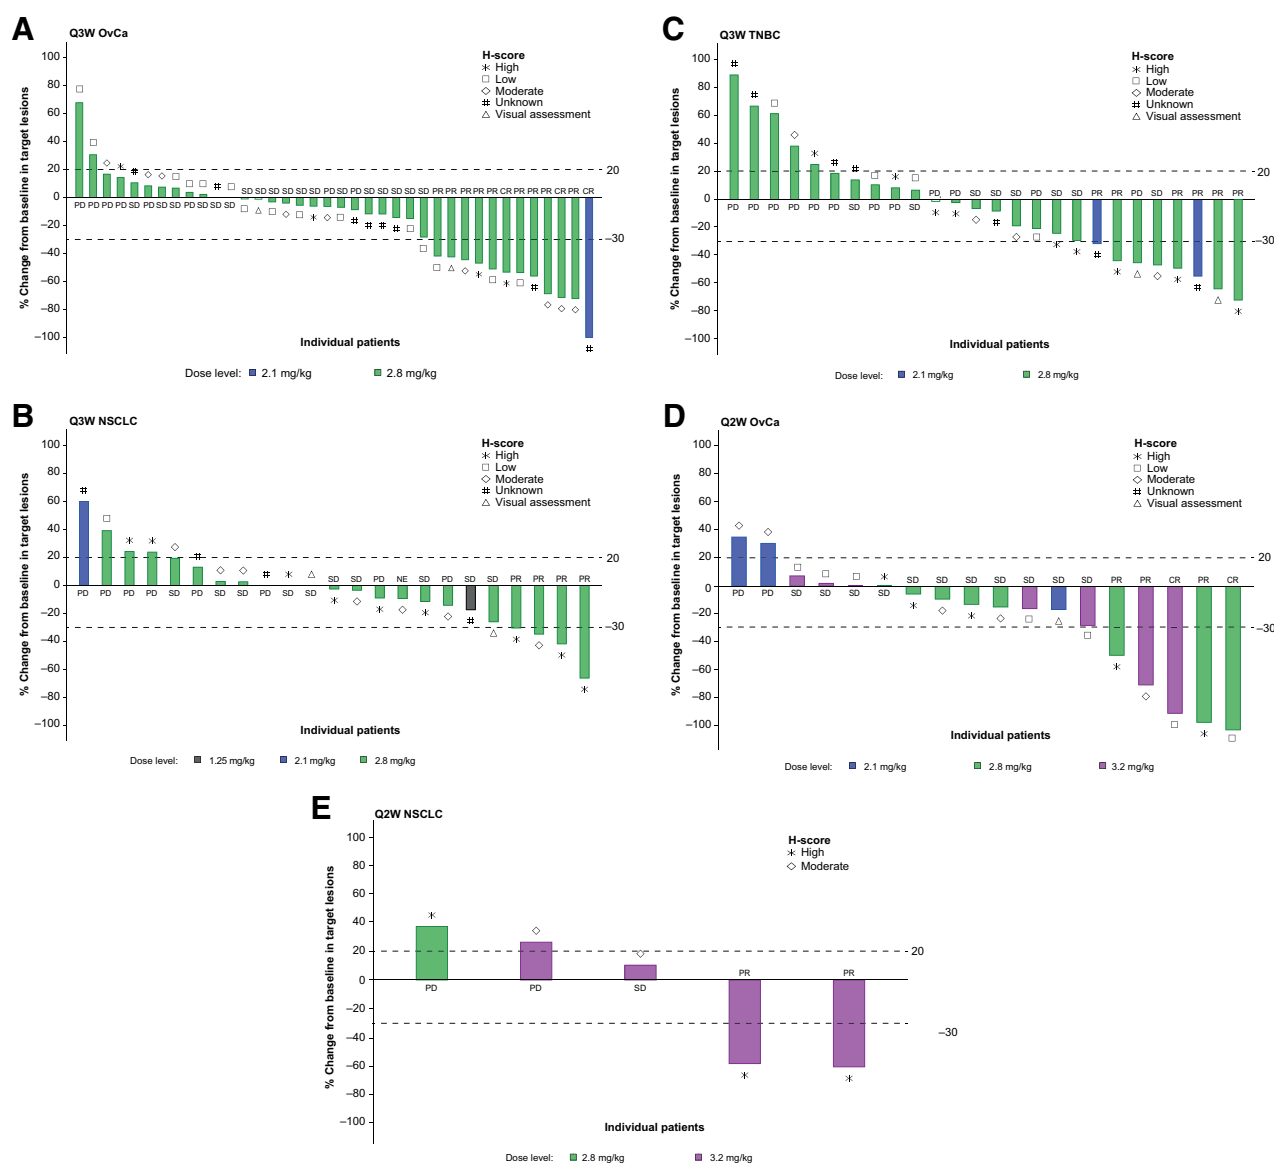 A
Q3W OvCa
% Change from baseline in target lesions
100
80
60
40
20
0
–20
–40
–60
–80
–100
H-score
High
Low
Moderate
Unknown
Visual assessment
20
–30
SD SD SD SD SD SD PD SD PD SD SD SD SD SD PR PR PR PR PR CR PR PR PR CR PR CR
PD PD PD PD SD PD SD SD PD SD SD SD
Individual patients
Dose level: 2.1 mg/kg 2.8 mg/kg
C
Q3W TNBC
% Change from baseline in target lesions
100
80
60
40
20
0
–20
–40
–60
–80
–100
H-score
High
Low
Moderate
Unknown
Visual assessment
20
–30
PD PD SD SD SD PD SD SD PR PR PD SD PR PR PR PR
PD PD PD PD PD PD SD PD PD SD
Individual patients
Dose level: 2.1 mg/kg 2.8 mg/kg
B
Q3W NSCLC
% Change from baseline in target lesions
100
80
60
40
20
0
–20
–40
–60
–80
–100
H-score
High
Low
Moderate
Unknown
Visual assessment
20
–30
SD SD PD NE SD PD SD SD PR PR PR PR
PD PD PD PD SD PD SD SD PD SD SD
Individual patients
Dose level: 1.25 mg/kg 2.1 mg/kg 2.8 mg/kg
D
Q2W OvCa
% Change from baseline in target lesions
100
80
60
40
20
0
–20
–40
–60
–80
–100
H-score
High
Low
Moderate
Unknown
Visual assessment
20
–30
SD SD SD SD SD SD SD PR PR CR PR CR
PD PD SD SD SD
Individual patients
Dose level: 2.1 mg/kg 2.8 mg/kg 3.2 mg/kg
E
Q2W NSCLC
% Change from baseline in target lesions
100
80
60
40
20
0
–20
–40
–60
–80
–100
H-score
High
Moderate
20
–30
PR PR
PD PD SD
Individual patients
Dose level: 2.8 mg/kg 3.2 mg/kg